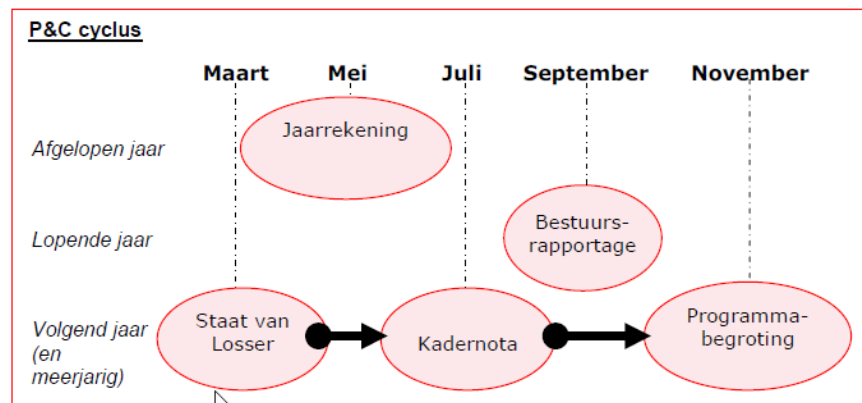 P&C cyclus
Maart Mei Juli September November
Afgelopen jaar
Jaarrekening
Lopende jaar
Bestuurs-
rapportage
Volgend jaar
(en
meerjarig)
Staat van
Losser
Kadernota
Programma-
begroting